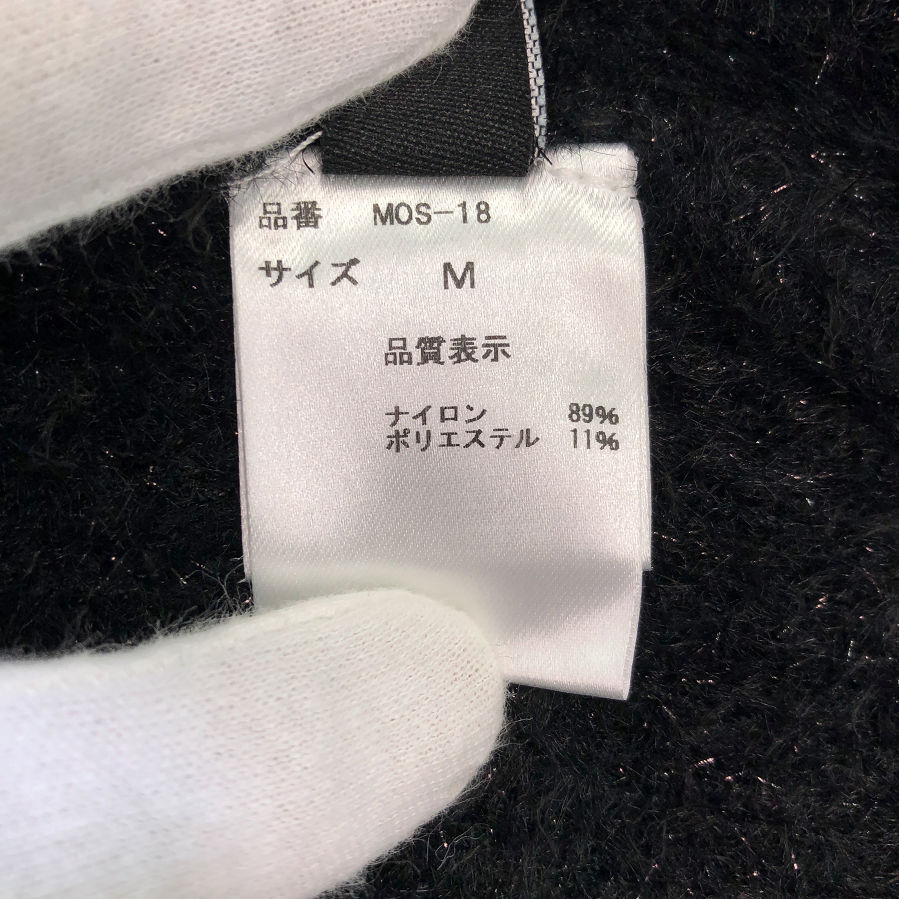 品番 MOS-18
サイズ M
品質表示
ナイロン 89%
ポリエステル 11%